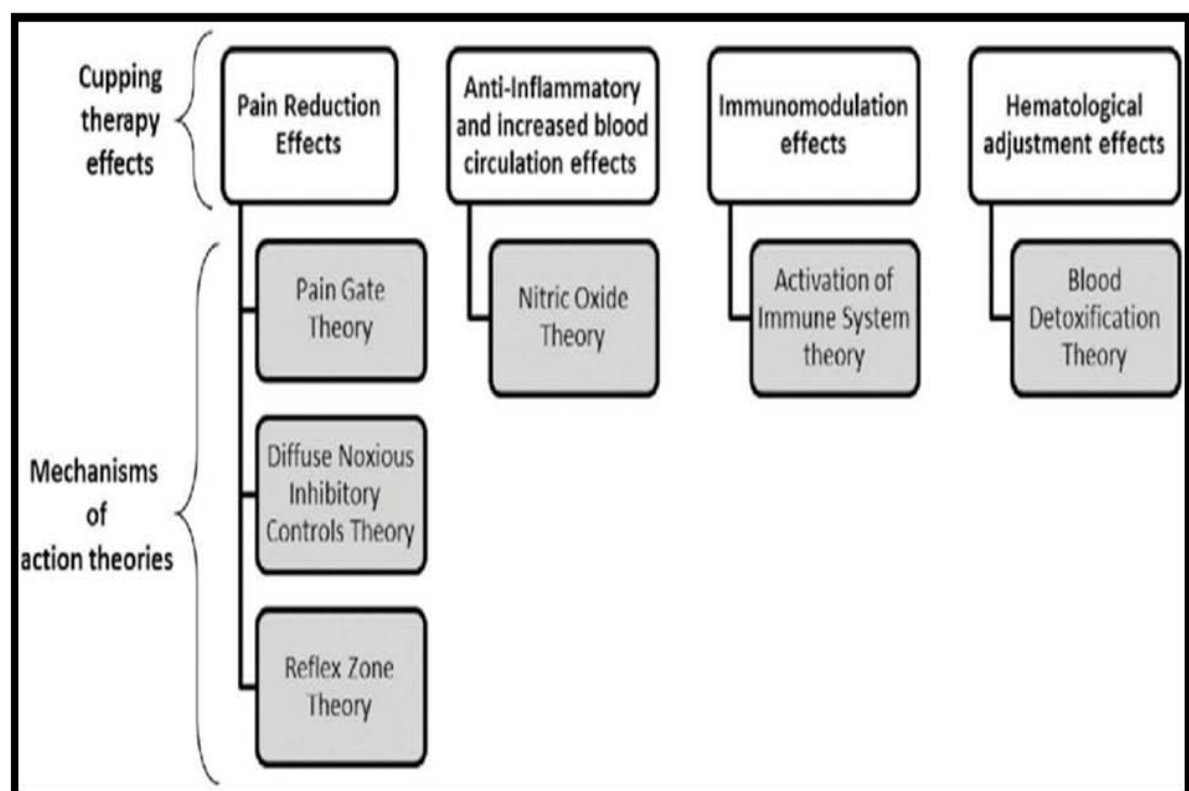 Cupping
therapy
effects
Pain Reduction
Effects
Anti-Inflammatory
and increased blood
circulation effects
Immunomodulation
effects
Hematological
adjustment effects
Mechanisms
of
action theories
Pain Gate
Theory
Nitric Oxide
Theory
Activation of
Immune System
theory
Blood
Detoxification
Theory
Diffuse Noxious
Inhibitory
Controls Theory
Reflex Zone
Theory